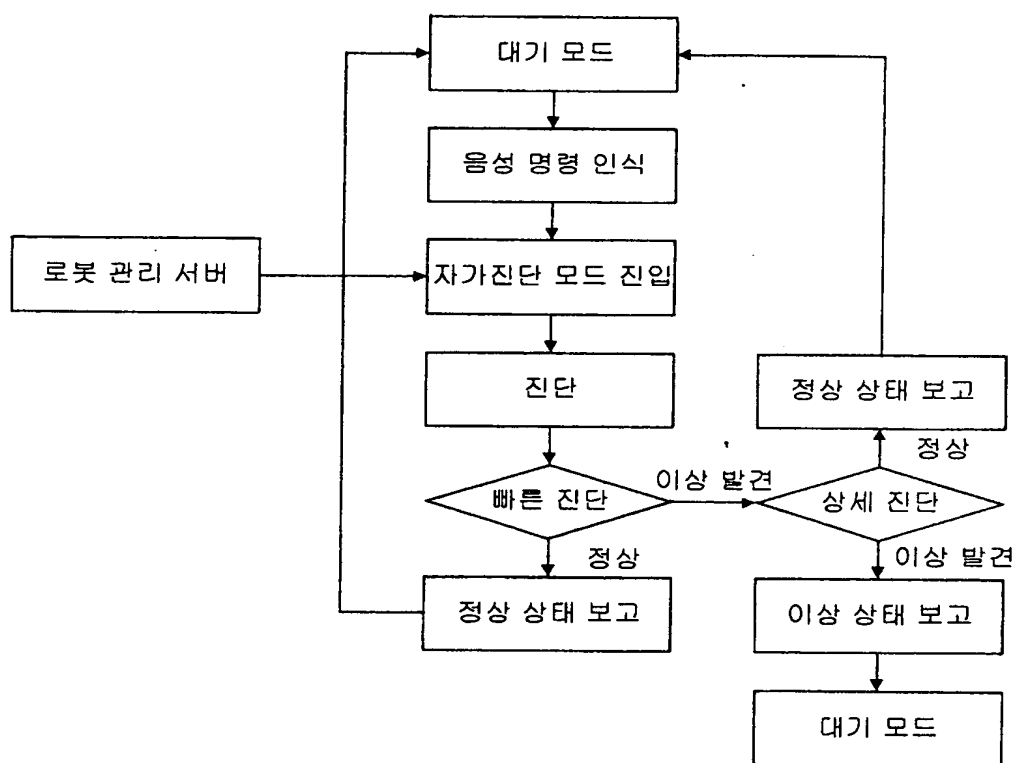 대기 모드
음성 명령 인식
로봇 관리 서버
자가진단 모드 진입
진단
정상 상태 보고
정상
이상 발견
빠른 진단
상세 진단
정상
이상 발견
정상 상태 보고
이상 상태 보고
대기 모드